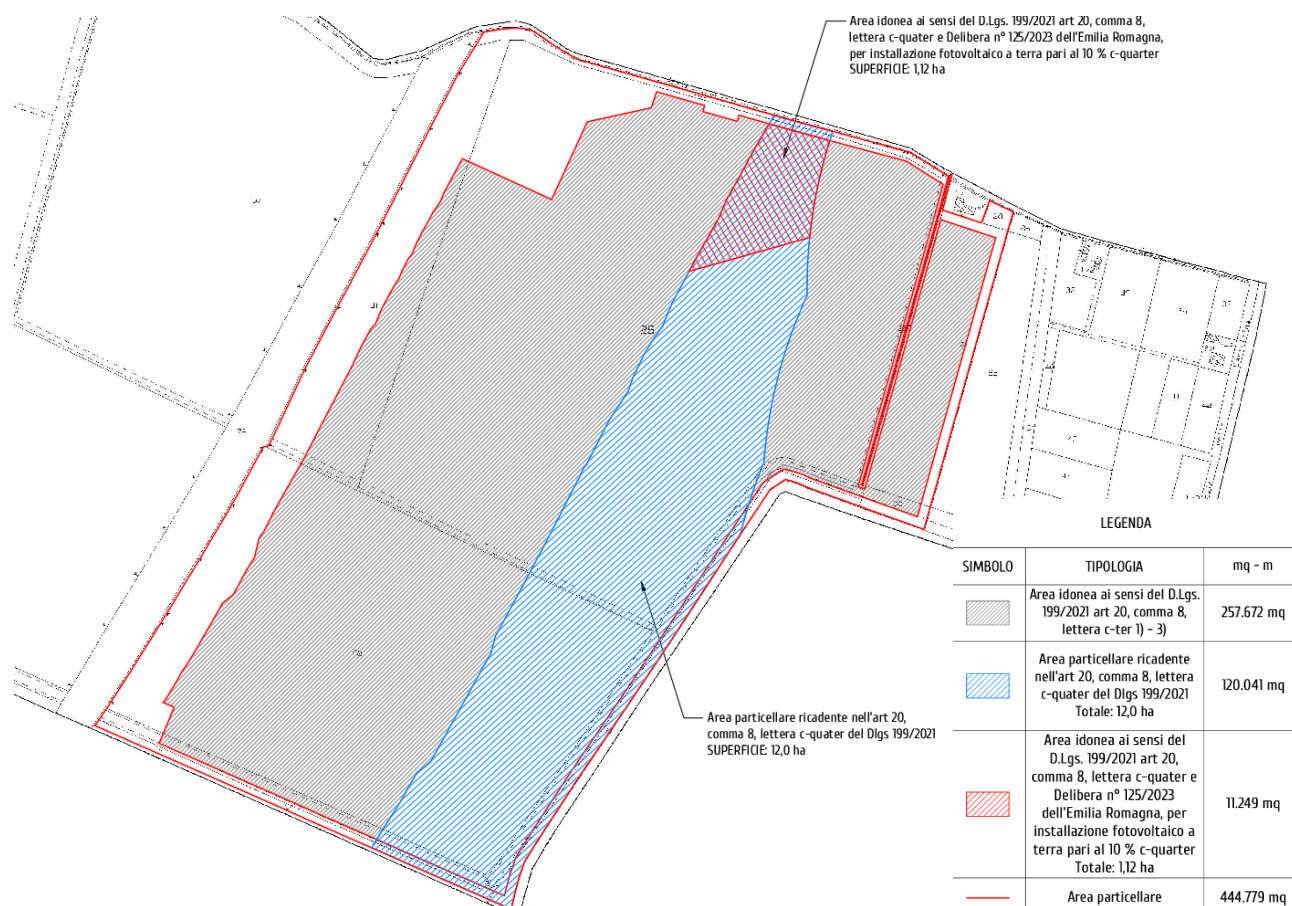 Area idonea ai sensi del D.Lgs. 199/2021 art 20, comma 8,
lettera c-quater e Delibera n° 125/2023 dell'Emilia Romagna,
per installazione fotovoltaico a terra pari al 10 % c-quarter
SUPERFICIE: 1,12 ha
26
Area particellare ricadente nell'art 20,
comma 8, lettera c-quater del Dlgs 199/2021
SUPERFICIE: 12,0 ha
LEGENDA
SIMBOLO TIPOLOGIA mq - m
Area idonea ai sensi del D.Lgs.
199/2021 art 20, comma 8,
lettera c-ter 1) - 3)
257.672 mq
Area particellare ricadente
nell'art 20, comma 8, lettera
c-quater del Dlgs 199/2021
Totale: 12,0 ha
120.041 mq
Area idonea ai sensi del
D.Lgs. 199/2021 art 20,
comma 8, lettera c-quater e
Delibera n° 125/2023
dell'Emilia Romagna, per
installazione fotovoltaico a
terra pari al 10 % c-quarter
Totale: 1,12 ha
11.249 mq
Area particellare 444.779 mq